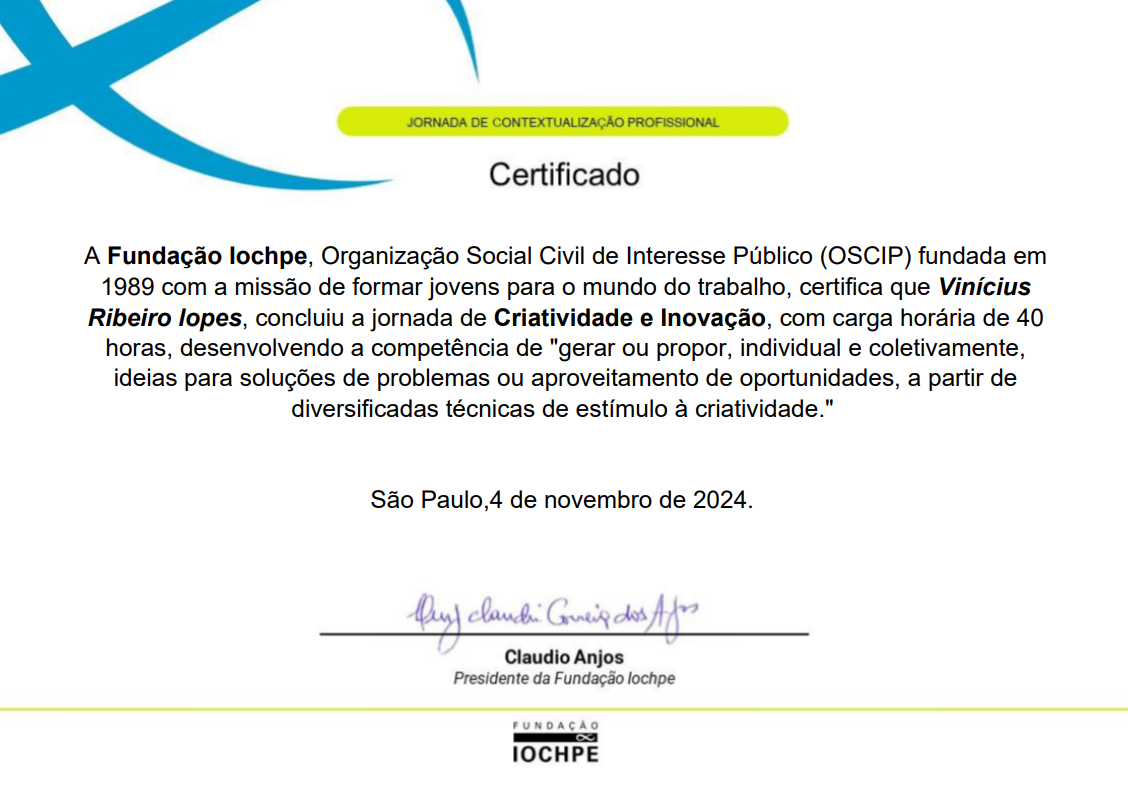 JORNADA DE CONTEXTUALIZAÇÃO PROFISSIONAL
Certificado
A Fundação Iochpe, Organização Social Civil de Interesse Público (OSCIP) fundada em
1989 com a missão de formar jovens para o mundo do trabalho, certifica que Vinícius
Ribeiro lopes, concluiu a jornada de Criatividade e Inovação, com carga horária de 40
horas, desenvolvendo a competência de "gerar ou propor, individual e coletivamente,
ideias para soluções de problemas ou aproveitamento de oportunidades, a partir de
diversificadas técnicas de estímulo à criatividade."
São Paulo,4 de novembro de 2024.
dos Anjos
Claudio Anjos
Presidente da Fundação Iochpe
FUNDAÇÃO
IOCHPE